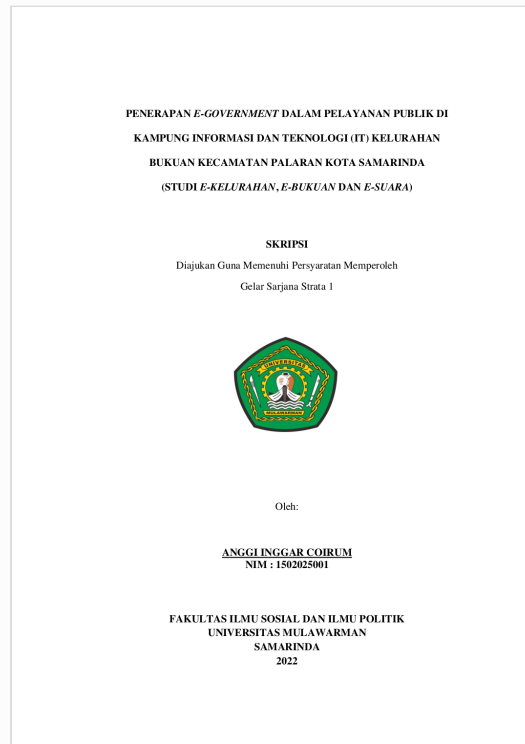 PENERAPAN E-GOVERNMENT DALAM PELAYANAN PUBLIK DI
KAMPUNG INFORMASI DAN TEKNOLOGI (IT) KELURAHAN
BUKUAN KECAMATAN PALARAN KOTA SAMARINDA
(STUDI E-KELURAHAN, E-BUKUAN DAN E-SUARA)
SKRIPSI
Diajukan Guna Memenuhi Persyaratan Memperoleh
Gelar Sarjana Strata 1
UNIVERSITAS
MULAWARMAN
Oleh:
ANGGI INGGAR COIRUM
NIM : 1502025001
FAKULTAS ILMU SOSIAL DAN ILMU POLITIK
UNIVERSITAS MULAWARMAN
SAMARINDA
2022